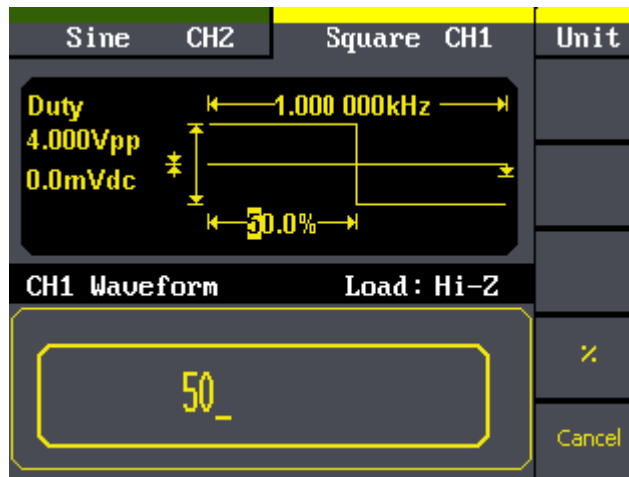 Sine CH2 Square CH1 Unit
Duty 1.000 000kHz
4.000Vpp
0.0mVdc
50.0%
CH1 Waveform Load: Hi-Z
50_
%
Cancel